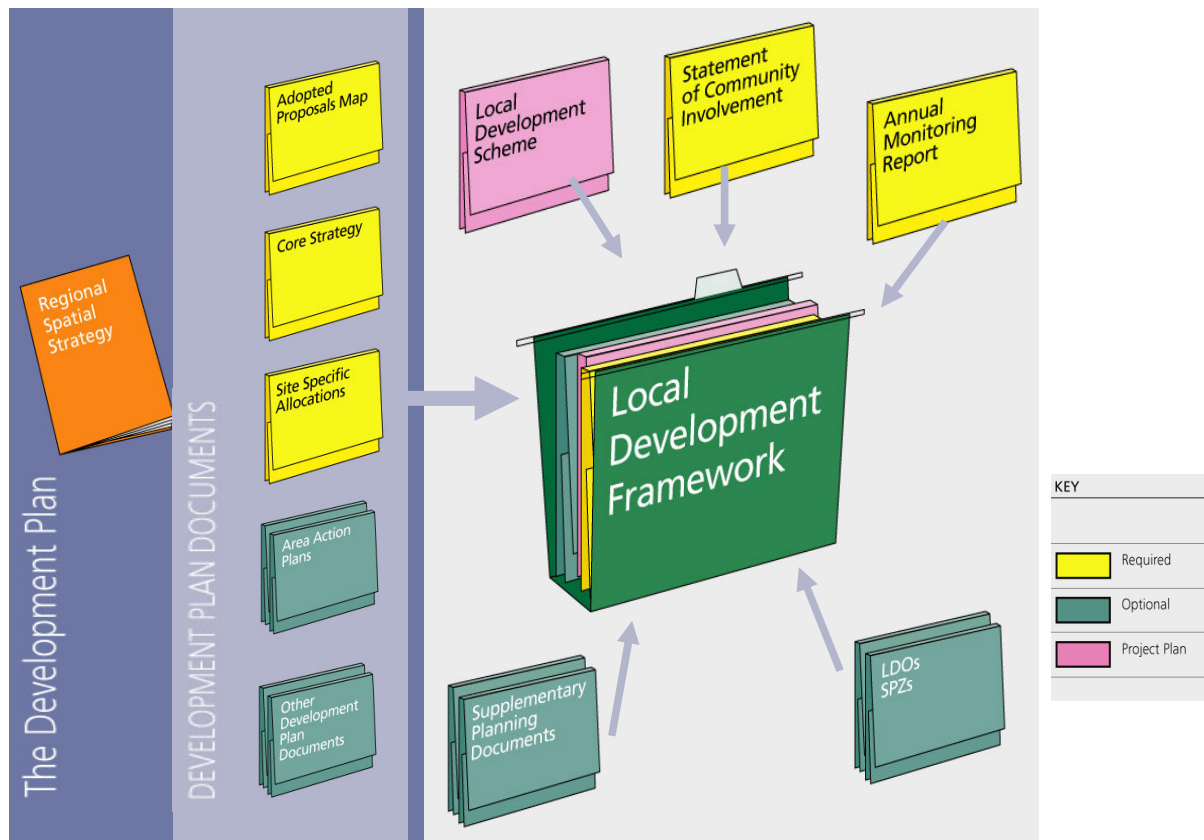 The Development Plan
Regional
Spatial
Strategy
DEVELOPMENT PLAN DOCUMENTS
Adopted
Proposals Map
Core Strategy
Site Specific
Allocations
Area Action
Plans
Other
Development
Plan
Documents
Local
Development
Scheme
Statement
of Community
Involvement
Annual
Monitoring
Report
Local
Development
Framework
Supplementary
Planning
Documents
LDOs
SPZs
KEY
Required
Optional
Project Plan